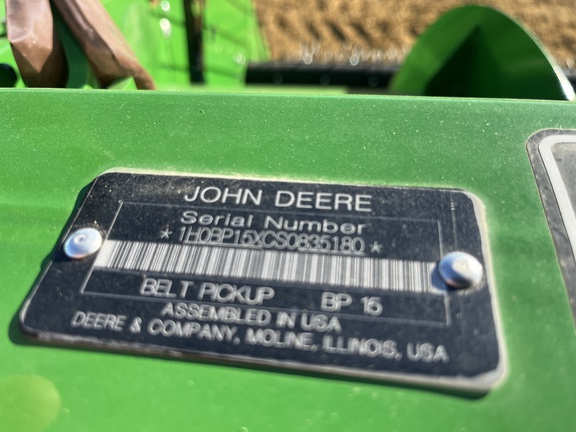 JOHN DEERE
Serial Number
*1H0BP15XCS0835180*
BELT PICKUP BP 15
ASSEMBLED IN USA
DEERE & COMPANY, MOLINE, ILLINOIS, USA